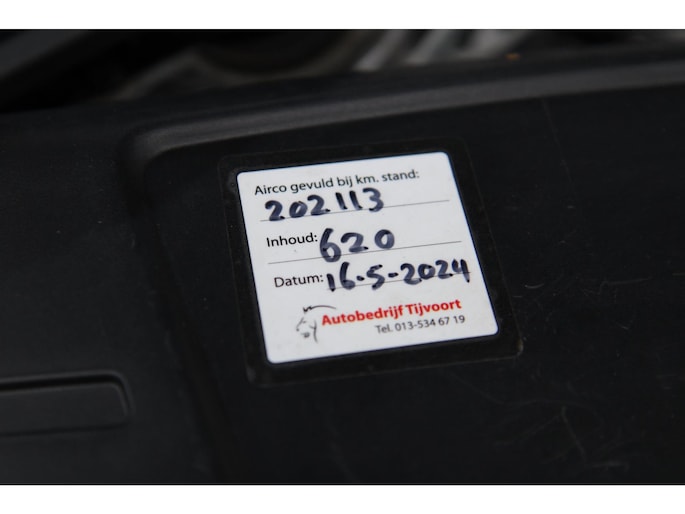 Airco gevuld bij km. stand:
202113
Inhoud: 620
Datum: 16-5-2024
Autobedrijf Tijvoort
Tel. 013-534 67 19